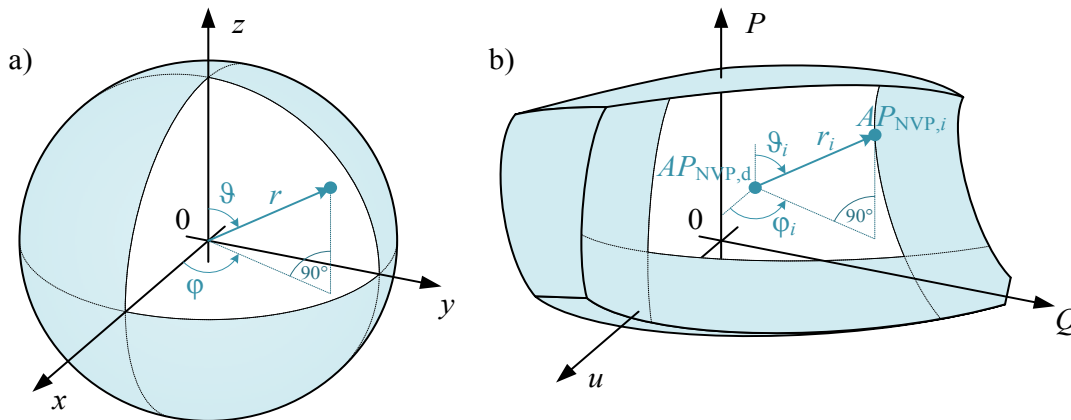 a)
z
ϑ
r
0
90°
φ
y
x
b)
P
AP_NVP,i
ϑ_i
r_i
AP_NVP,d
0
90°
φ_i
Q
u